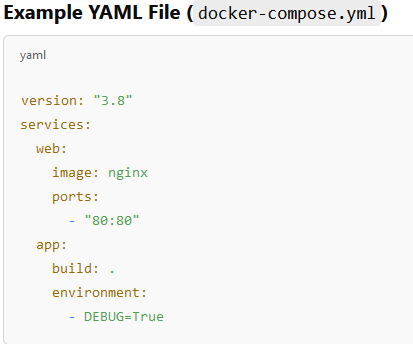 Example YAML File (docker-compose.yml)
yaml
version: "3.8"
services:
  web:
    image: nginx
    ports:
      - "80:80"
  app:
    build: .
    environment:
      - DEBUG=True